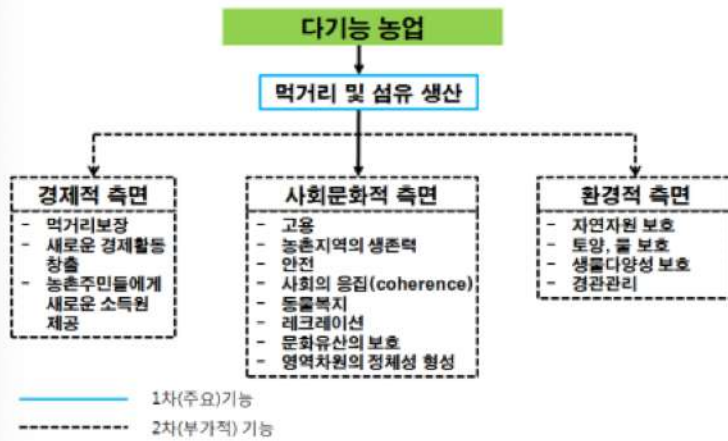 다기능 농업
먹거리 및 섬유 생산
경제적 측면
- 먹거리보장
- 새로운 경제활동
창출
- 농촌주민들에게
새로운 소득원
제공
사회문화적 측면
- 고용
- 농촌지역의 생존력
- 안전
- 사회의 응집(coherence)
- 동물복지
- 레크레이션
- 문화유산의 보호
- 영역차원의 정체성 형성
환경적 측면
- 자연자원 보호
- 토양, 물 보호
- 생물다양성 보호
- 경관관리
1차(주요)기능
2차(부가적) 기능